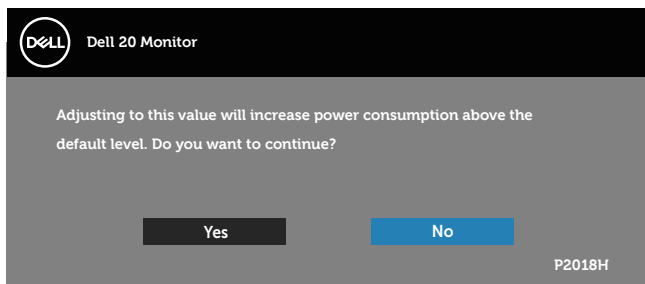 DELL
Dell 20 Monitor
Adjusting to this value will increase power consumption above the
default level. Do you want to continue?
Yes No
P2018H